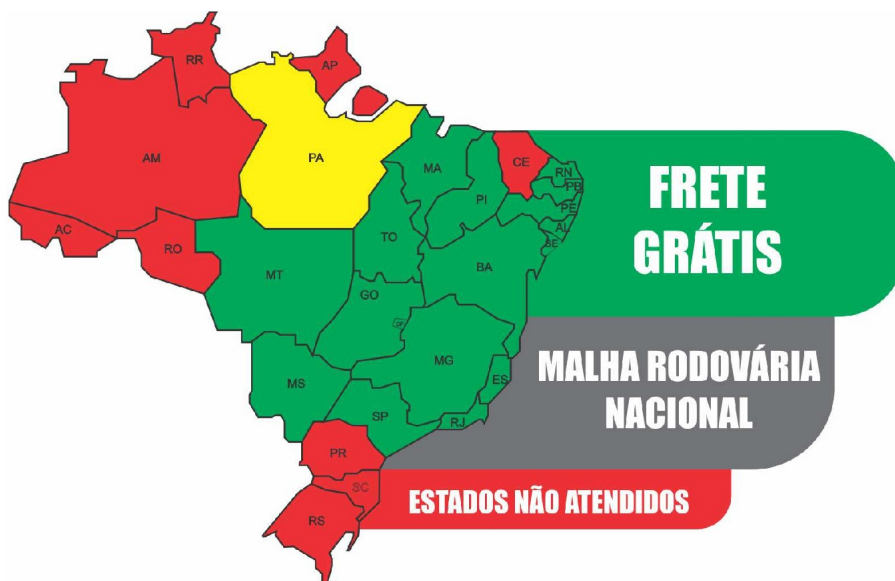 RR
AP
AM
PA
MA
CE
RN
PB
PI
PE
AL
SE
AC
RO
TO
BA
MT
GO
DF
MG
ES
MS
SP
RJ
PR
SC
RS
FRETE
GRÁTIS
MALHA RODOVÁRIA
NACIONAL
ESTADOS NÃO ATENDIDOS